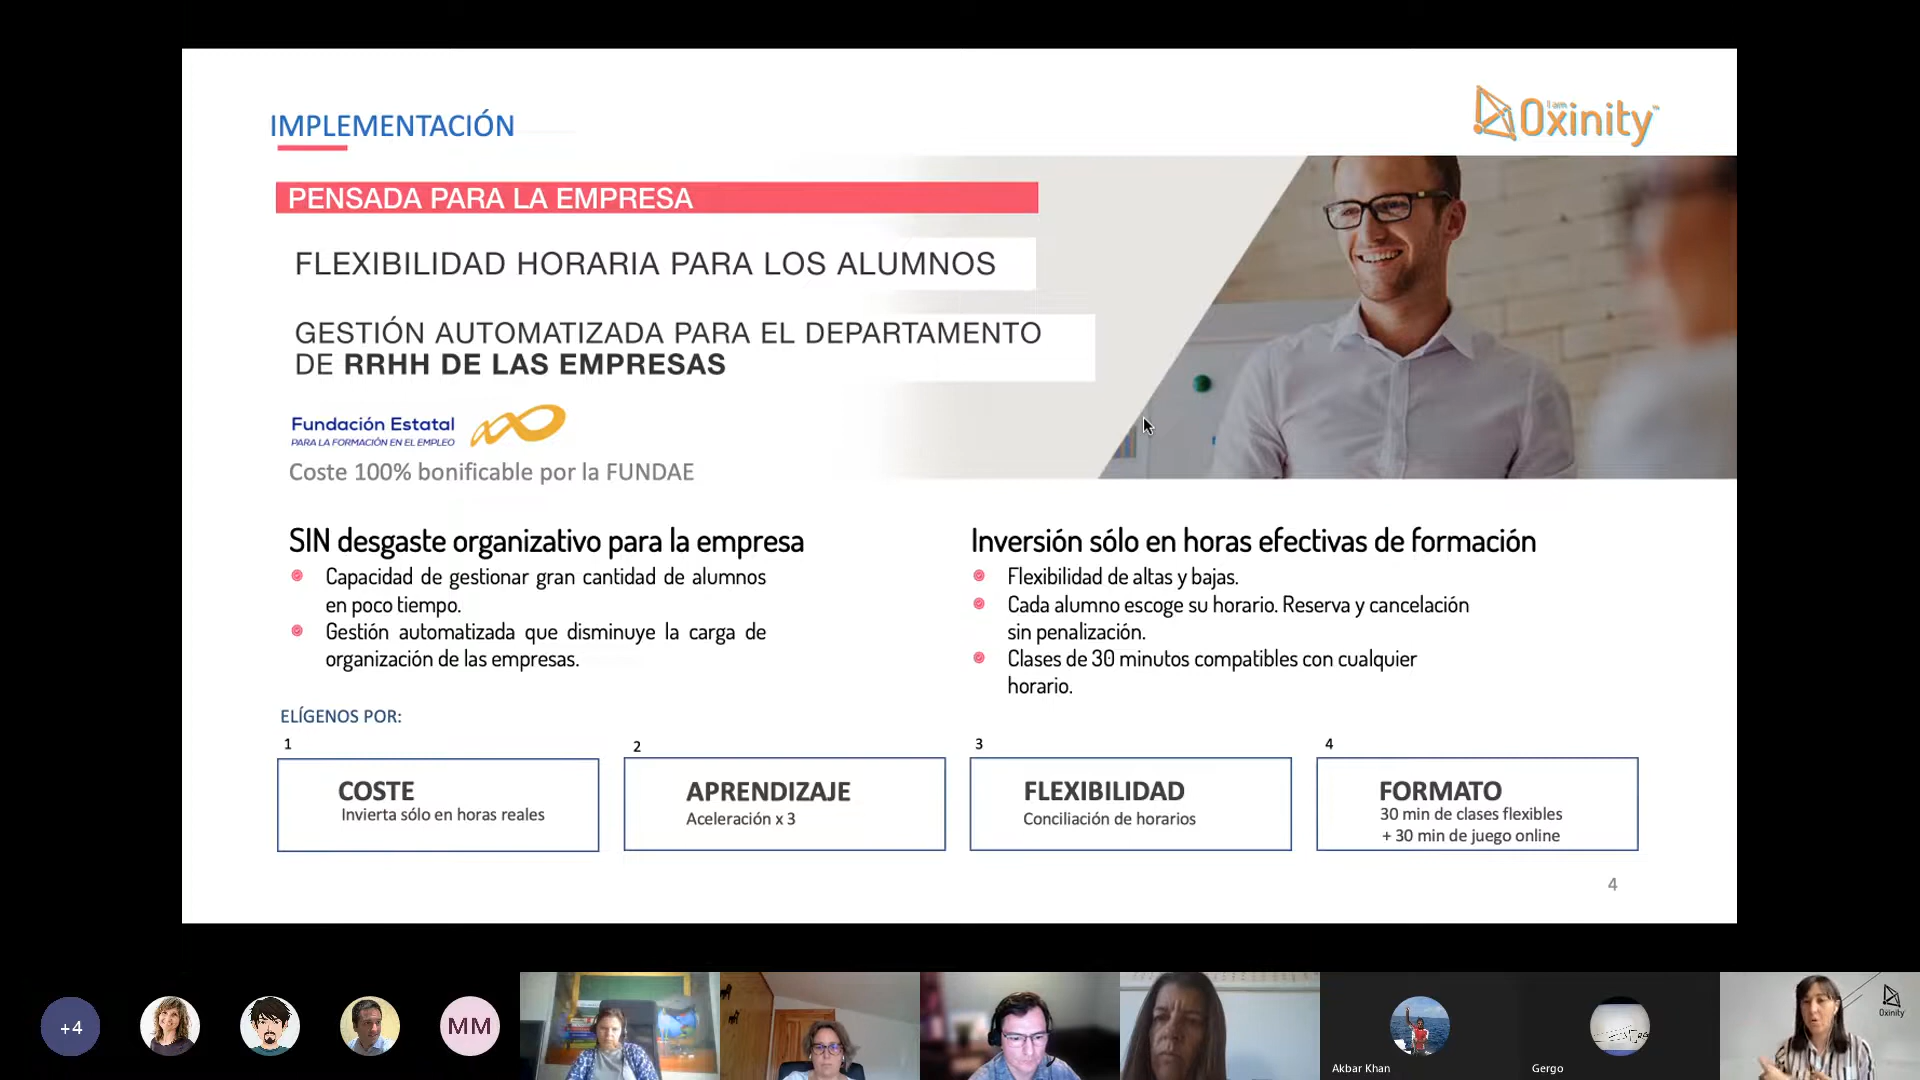 IMPLEMENTACIÓN
I am
Oxinity
PENSADA PARA LA EMPRESA
FLEXIBILIDAD HORARIA PARA LOS ALUMNOS
GESTIÓN AUTOMATIZADA PARA EL DEPARTAMENTO
DE RRHH DE LAS EMPRESAS
Fundación Estatal
PARA LA FORMACIÓN EN EL EMPLEO
Coste 100% bonificable por la FUNDAE
SIN desgaste organizativo para la empresa
Capacidad de gestionar gran cantidad de alumnos
en poco tiempo.
Gestión automatizada que disminuye la carga de
organización de las empresas.
Inversión sólo en horas efectivas de formación
Flexibilidad de altas y bajas.
Cada alumno escoge su horario. Reserva y cancelación
sin penalización.
Clases de 30 minutos compatibles con cualquier
horario.
ELÍGENOS POR:
1
COSTE
Invierta sólo en horas reales
2
APRENDIZAJE
Aceleración x 3
3
FLEXIBILIDAD
Conciliación de horarios
4
FORMATO
30 min de clases flexibles
+ 30 min de juego online
4
+4
MM
Akbar Khan
Gergo
Oxinity